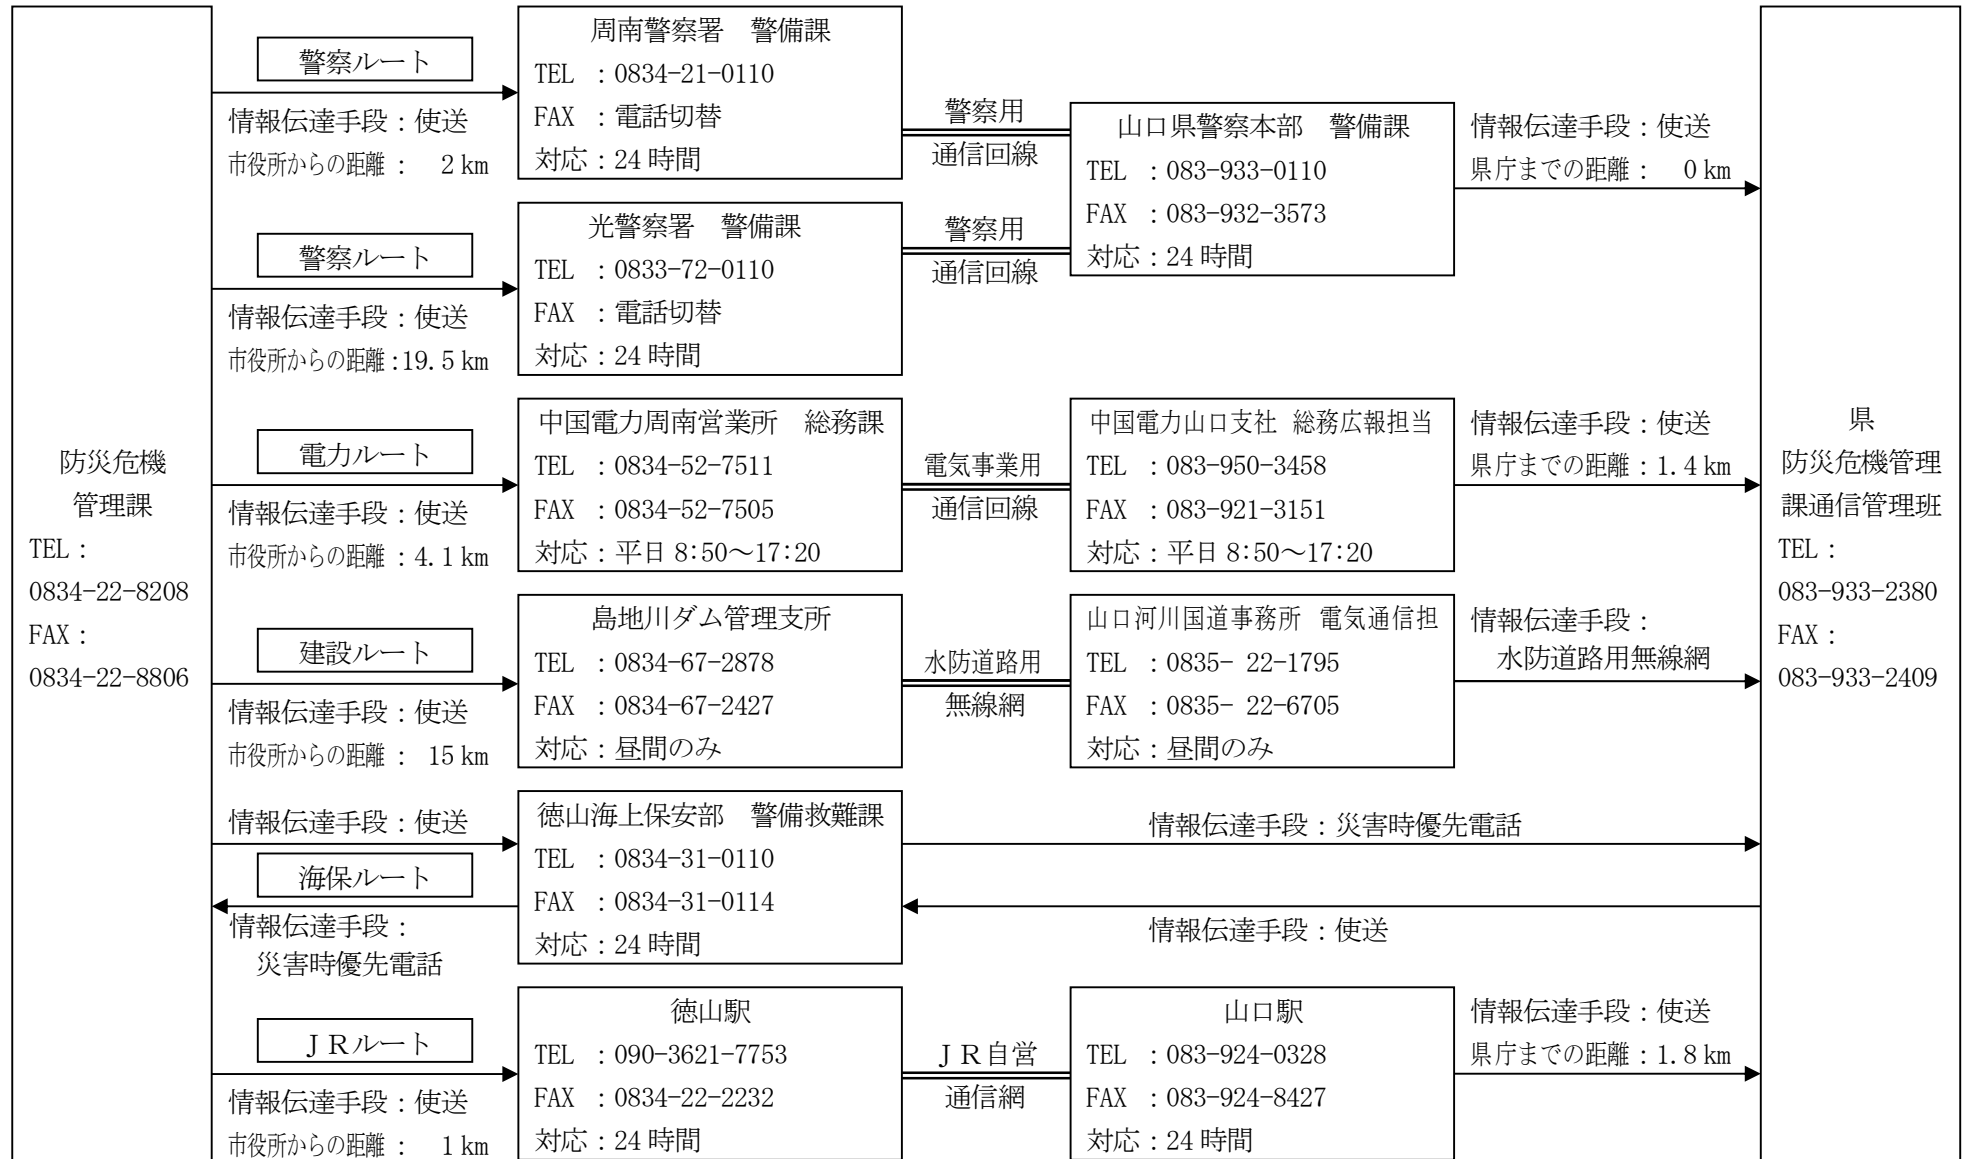 防災危機
管理課
TEL：
0834-22-8208
FAX：
0834-22-8806
警察ルート
情報伝達手段：使送
市役所からの距離： 2 km
周南警察署 警備課
TEL ：0834-21-0110
FAX ：電話切替
対応：24 時間
警察用
通信回線
山口県警察本部 警備課
TEL ：083-933-0110
FAX ：083-932-3573
対応：24 時間
情報伝達手段：使送
県庁までの距離： 0 km
警察ルート
情報伝達手段：使送
市役所からの距離：19.5 km
光警察署 警備課
TEL ：0833-72-0110
FAX ：電話切替
対応：24 時間
警察用
通信回線
電力ルート
情報伝達手段：使送
市役所からの距離：4.1 km
中国電力周南営業所 総務課
TEL ：0834-52-7511
FAX ：0834-52-7505
対応：平日 8:50～17:20
電気事業用
通信回線
中国電力山口支社 総務広報担当
TEL ：083-950-3458
FAX ：083-921-3151
対応：平日 8:50～17:20
情報伝達手段：使送
県庁までの距離：1.4 km
建設ルート
情報伝達手段：使送
市役所からの距離： 15 km
島地川ダム管理支所
TEL ：0834-67-2878
FAX ：0834-67-2427
対応：昼間のみ
水防道路用
無線網
山口河川国道事務所 電気通信担
TEL ：0835- 22-1795
FAX ：0835- 22-6705
対応：昼間のみ
情報伝達手段：
水防道路用無線網
情報伝達手段：使送
海保ルート
情報伝達手段：
災害時優先電話
徳山海上保安部 警備救難課
TEL ：0834-31-0110
FAX ：0834-31-0114
対応：24 時間
情報伝達手段：災害時優先電話
情報伝達手段：使送
ＪＲルート
情報伝達手段：使送
市役所からの距離： 1 km
徳山駅
TEL ：090-3621-7753
FAX ：0834-22-2232
対応：24 時間
ＪＲ自営
通信網
山口駅
TEL ：083-924-0328
FAX ：083-924-8427
対応：24 時間
情報伝達手段：使送
県庁までの距離：1.8 km
県
防災危機管理
課通信管理班
TEL：
083-933-2380
FAX：
083-933-2409